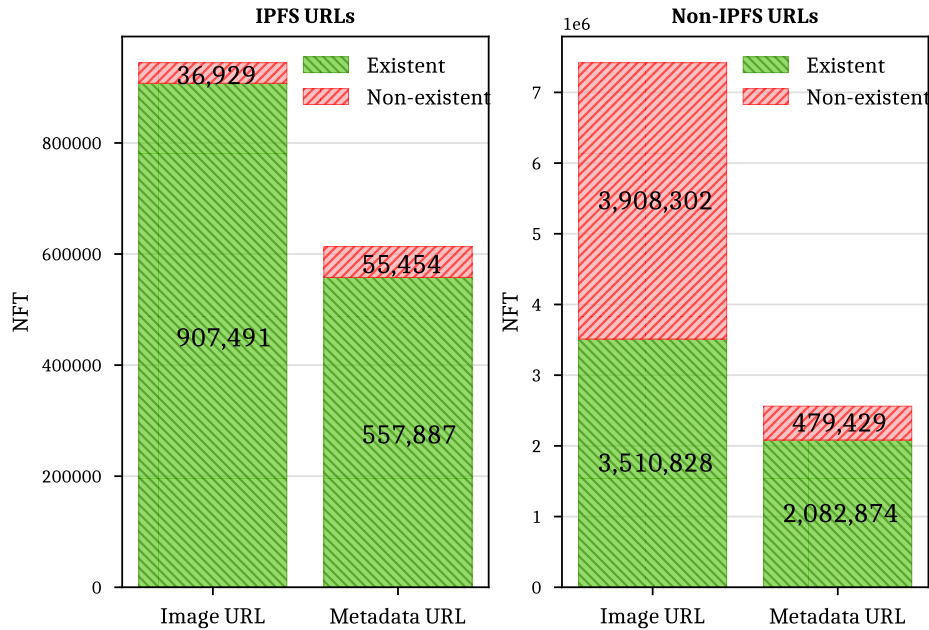 IPFS URLs
Existent
Non-existent
36,929
55,454
907,491
557,887
800000
600000
400000
200000
0
NFT
Image URL
Metadata URL
Non-IPFS URLs
1e6
Existent
Non-existent
3,908,302
479,429
3,510,828
2,082,874
7
6
5
4
3
2
1
0
NFT
Image URL
Metadata URL